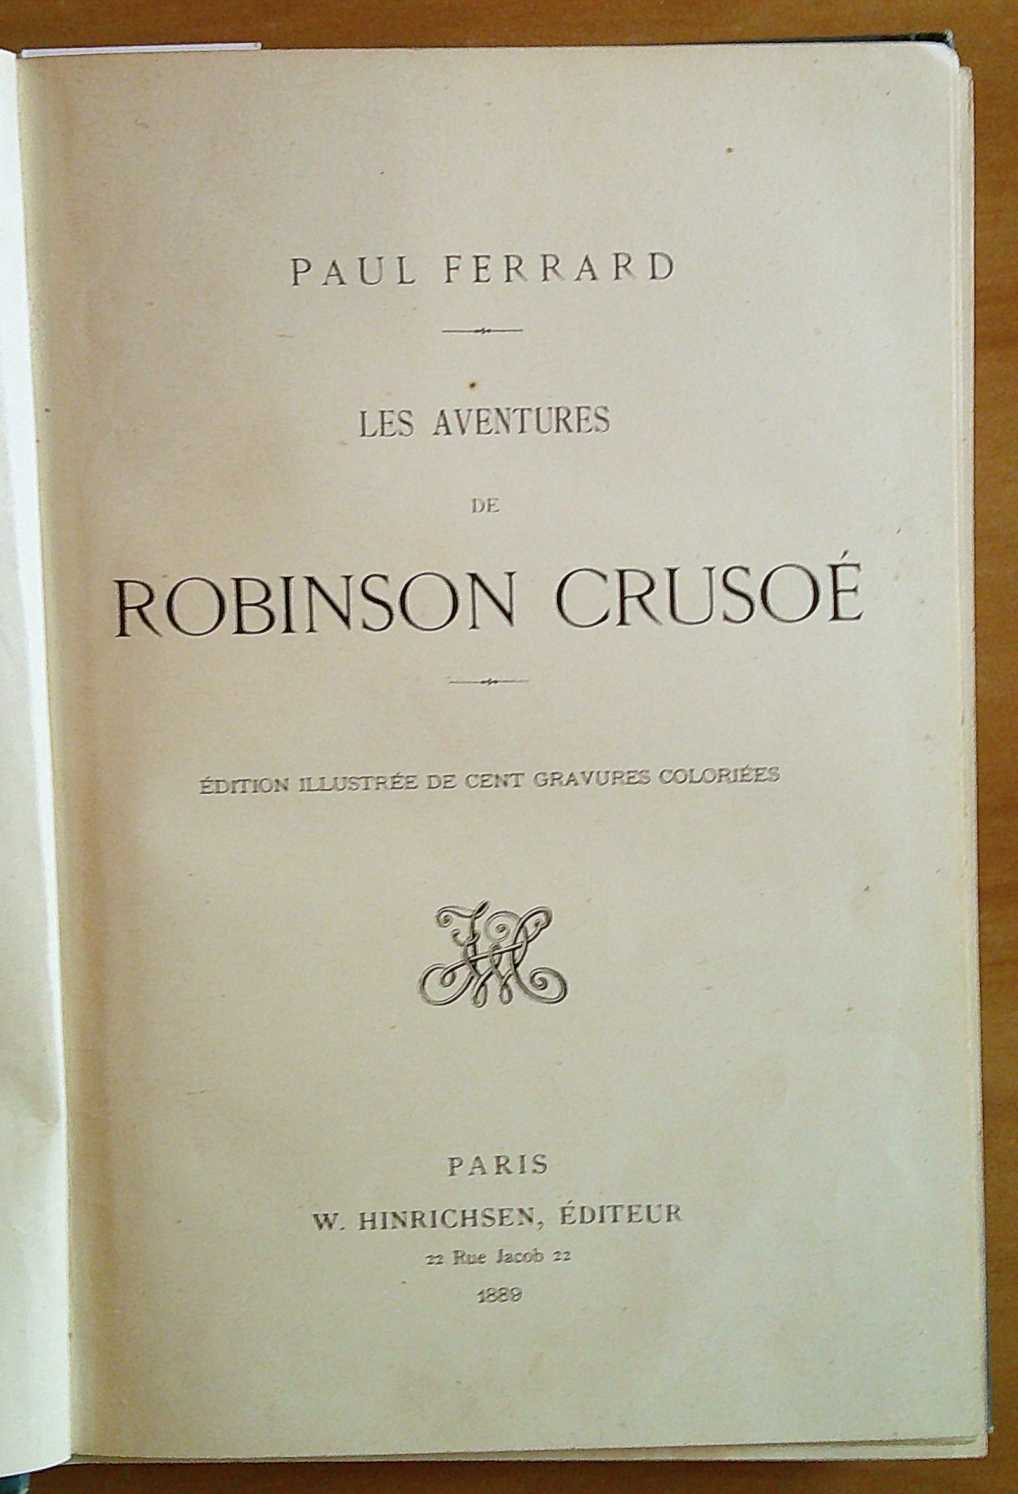 PAUL FERRARD
LES AVENTURES
DE
ROBINSON CRUSOÉ
ÉDITION ILLUSTRÉE DE CENT GRAVURES COLORIÉES
PARIS
W. HINRICHSEN, ÉDITEUR
22 Rue Jacob 22
1889